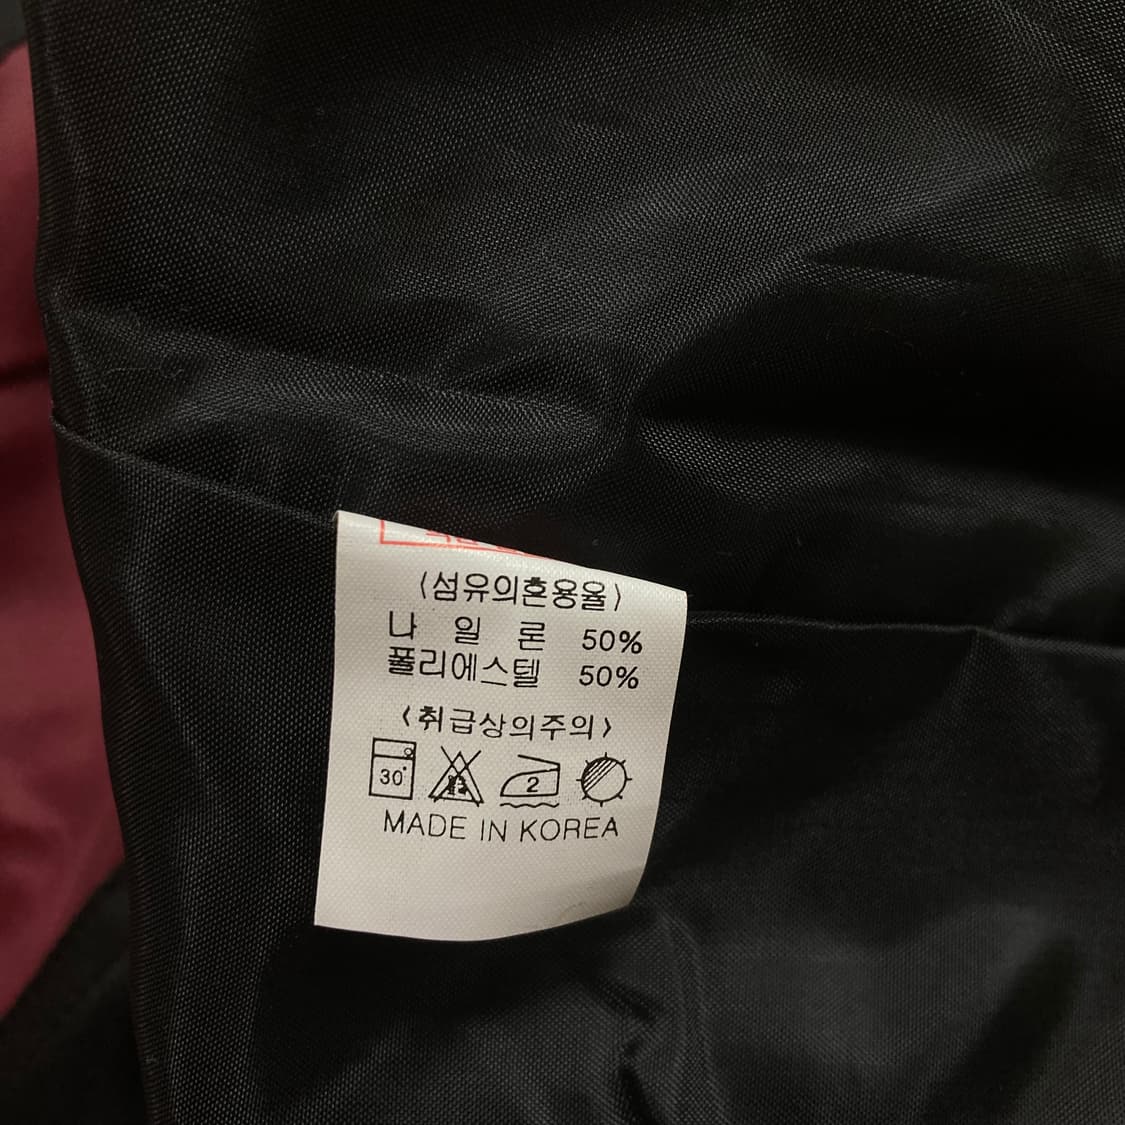 (섬유의혼용율)
나 일 론 50%
폴리에스텔 50%
<취급상의주의>
30° 2
MADE IN KOREA